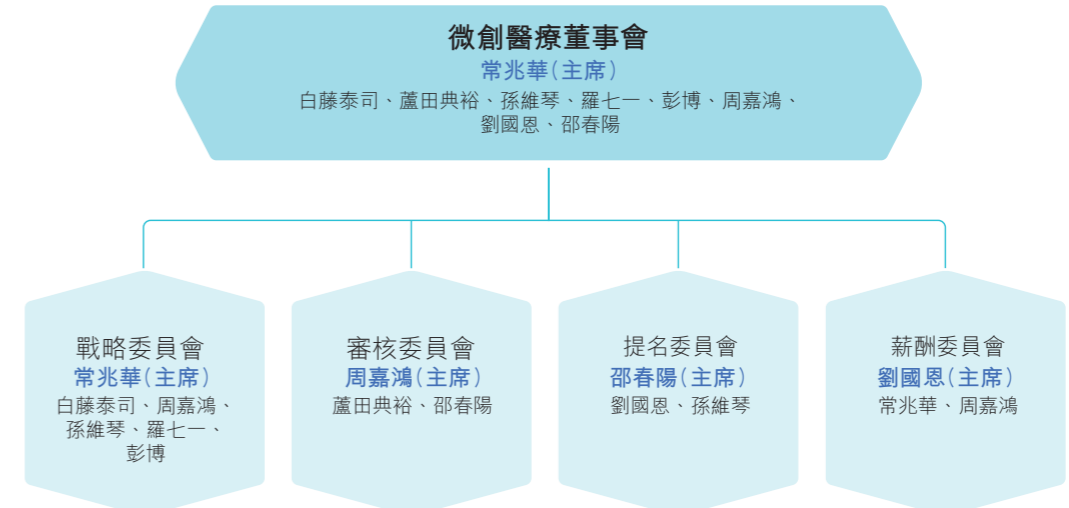 微創醫療董事會
常兆華(主席)
白藤泰司、蘆田典裕、孫維琴、羅七一、彭博、周嘉鴻、
劉國恩、邵春陽
戰略委員會
常兆華(主席)
白藤泰司、周嘉鴻、
孫維琴、羅七一、
彭博
審核委員會
周嘉鴻(主席)
蘆田典裕、邵春陽
提名委員會
邵春陽(主席)
劉國恩、孫維琴
薪酬委員會
劉國恩(主席)
常兆華、周嘉鴻